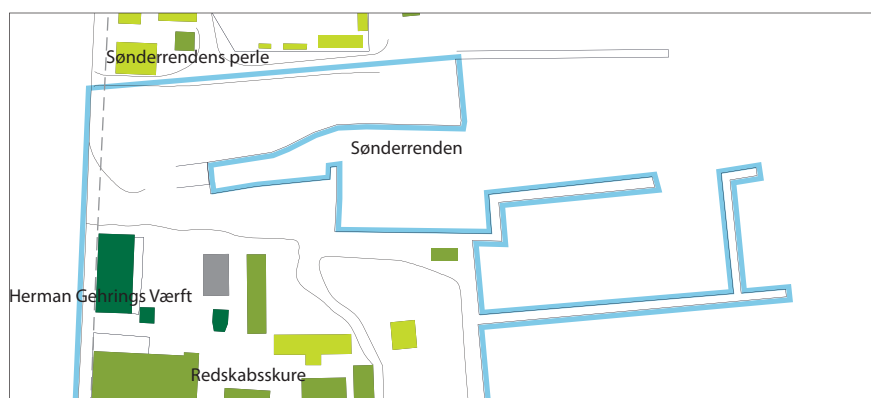 Sønderrendens perle
Sønderrenden
Herman Gehrings Værft
Redskabsskure